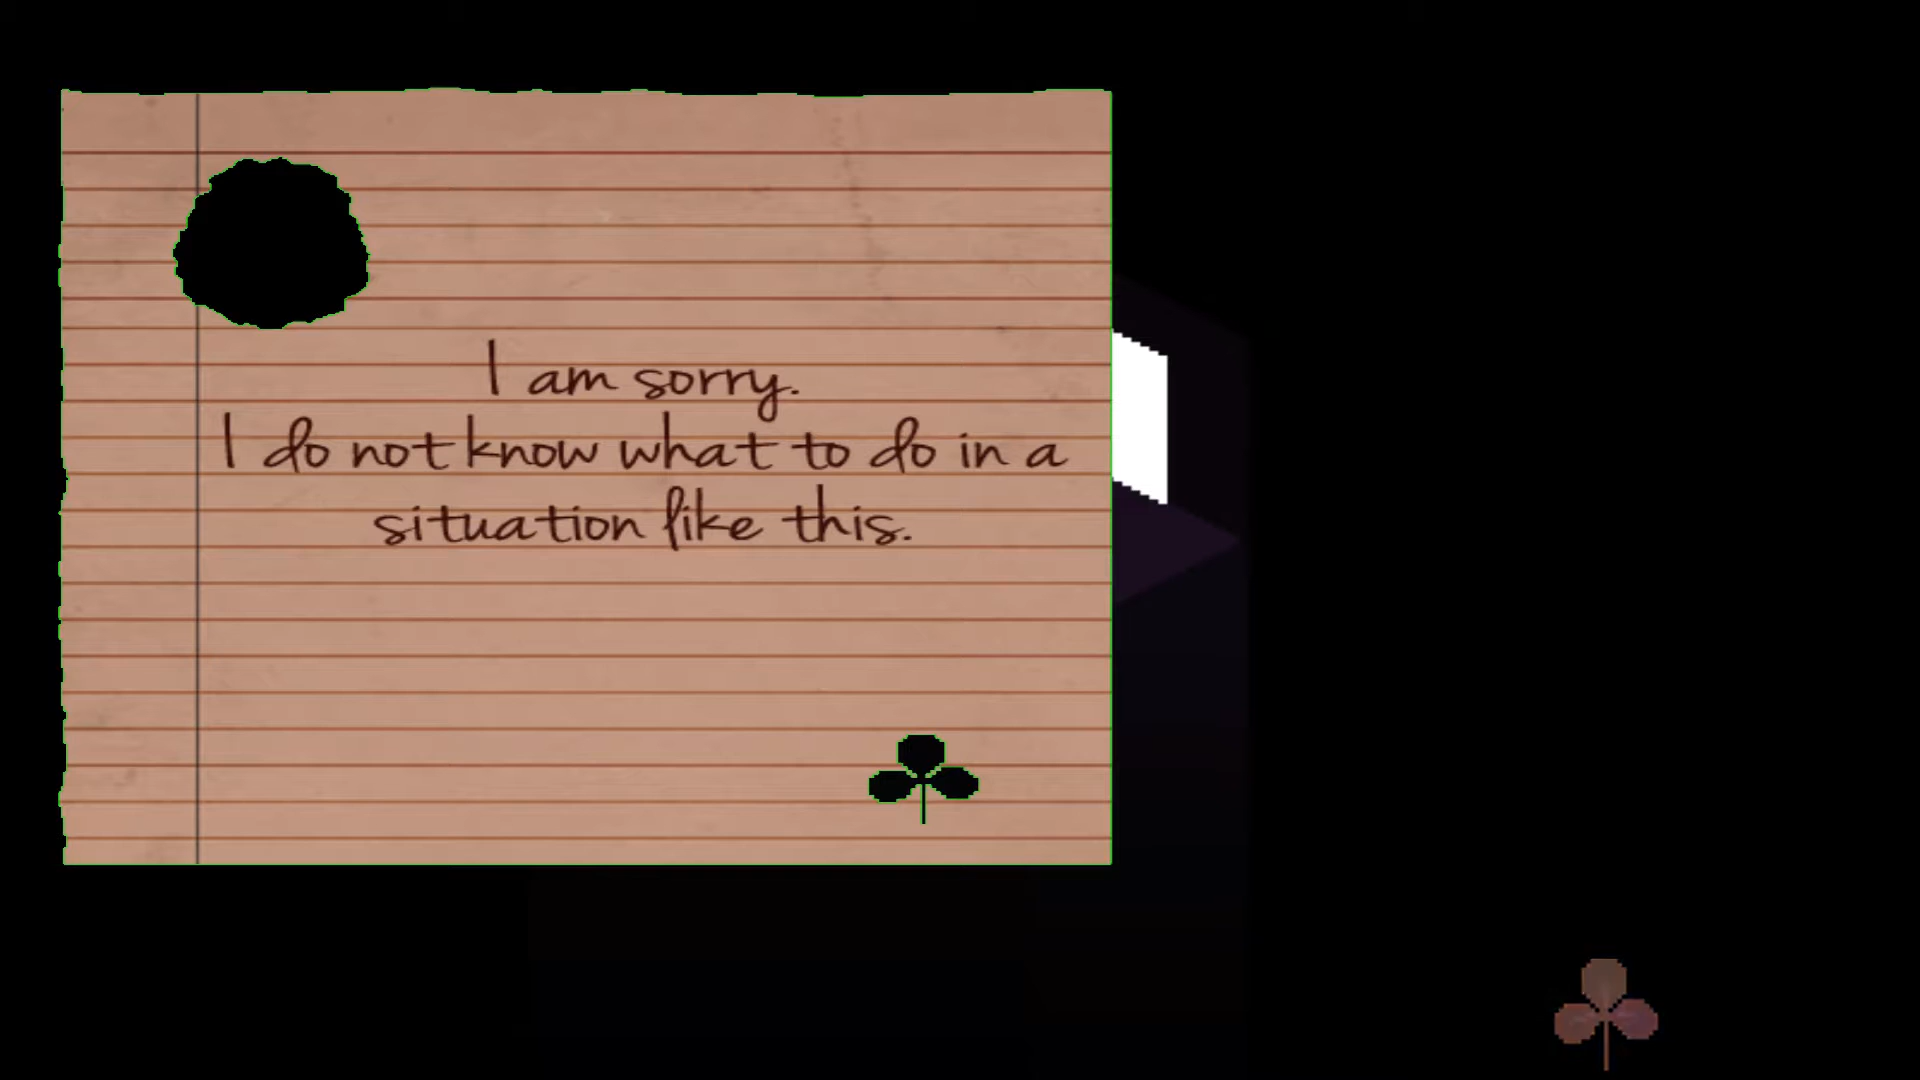 I am sorry.
I do not know what to do in a
situation like this.